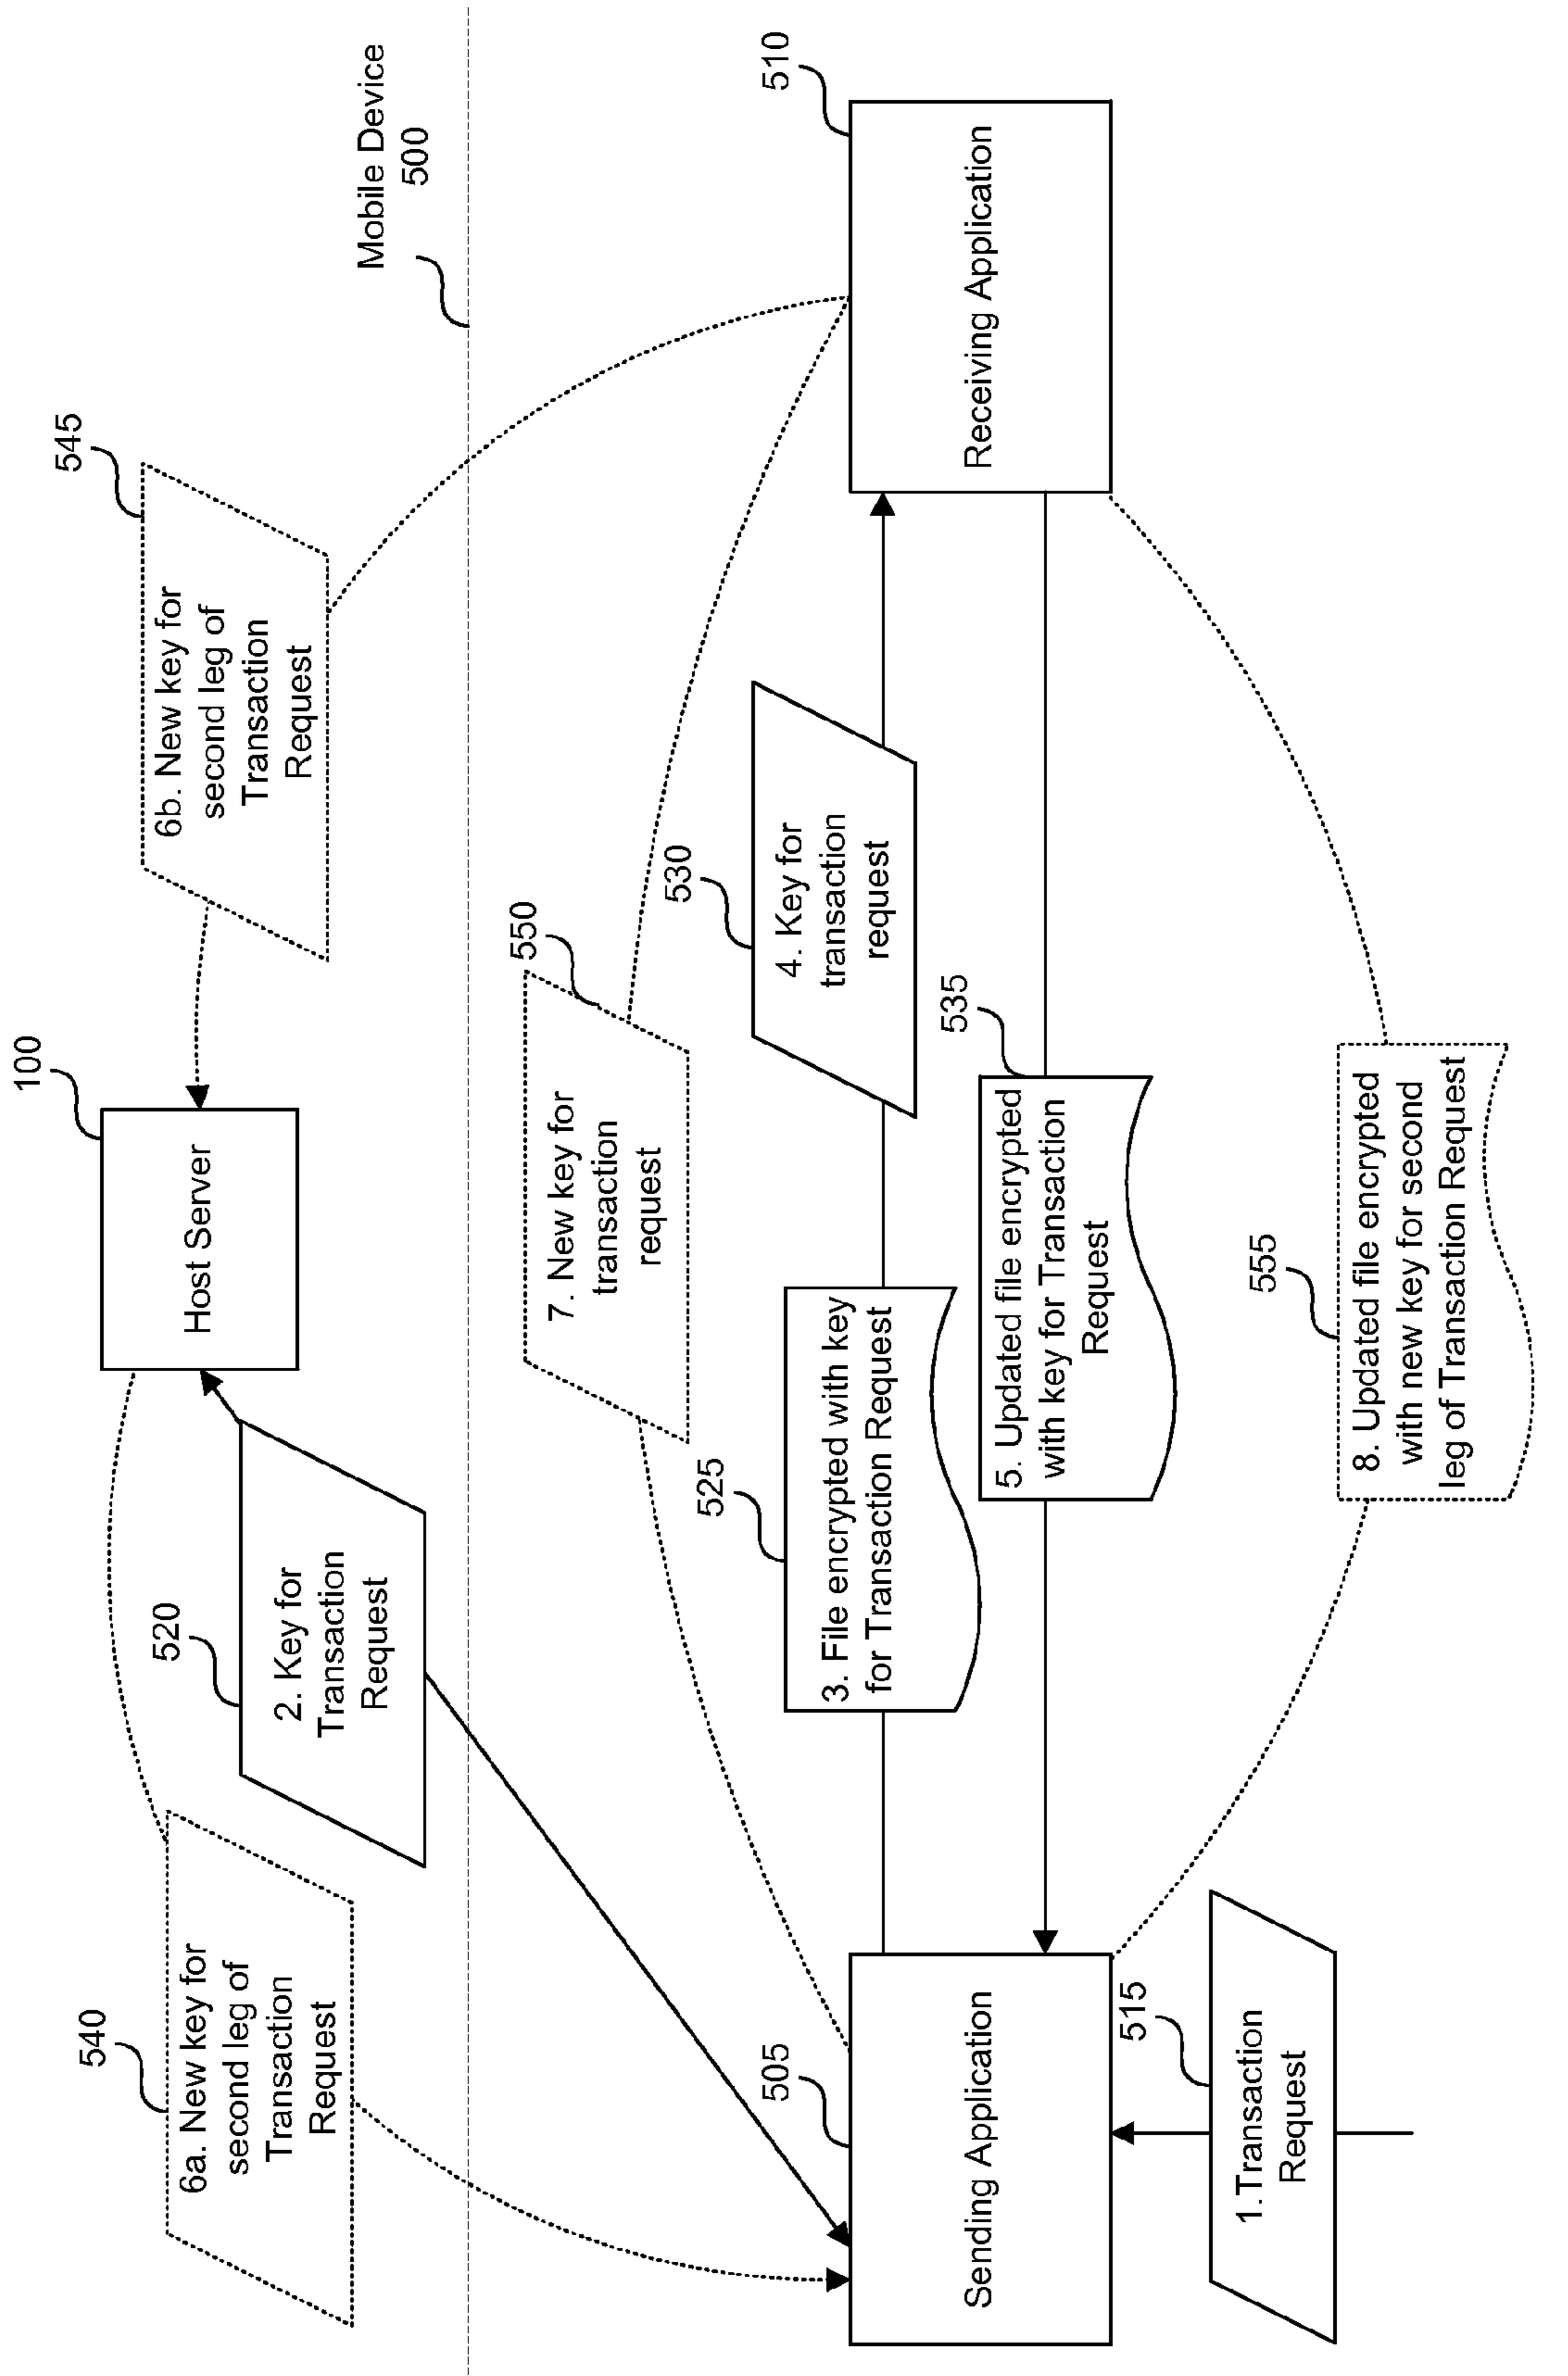 100
Host Server
540
6a. New key for
second leg of
Transaction
Request
520
2. Key for
Transaction
Request
545
6b. New key for
second leg of
Transaction
Request
Mobile Device
500
550
7. New key for
transaction
request
525
3. File encrypted with key
for Transaction Request
530
4. Key for
transaction
request
505
Sending Application
510
Receiving Application
535
5. Updated file encrypted
with key for Transaction
Request
515
1.Transaction
Request
555
8. Updated file encrypted
with new key for second
leg of Transaction Request